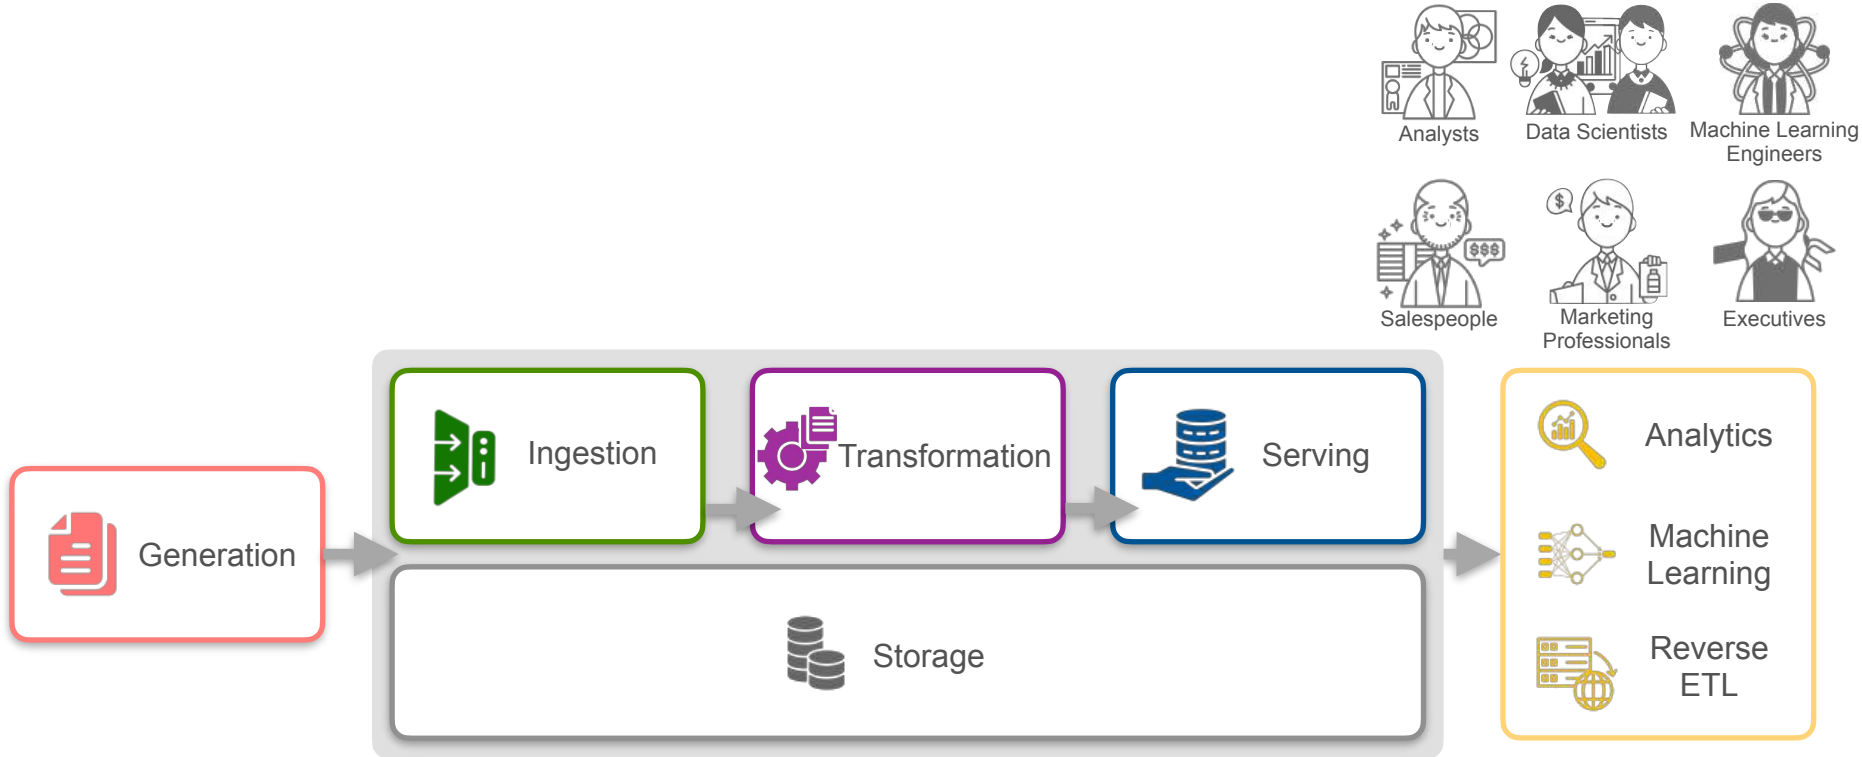 Analysts
Data Scientists
Machine Learning
Engineers
$
$$$
Salespeople
Marketing
Professionals
Executives
Ingestion
Transformation
Serving
Analytics
Generation
Machine
Learning
Storage
Reverse
ETL